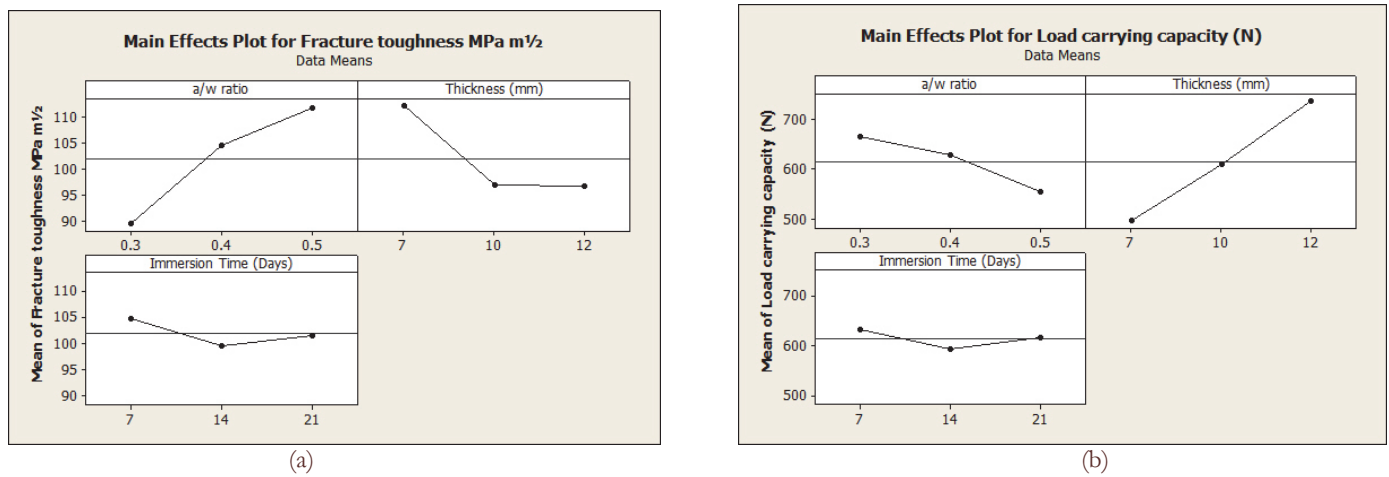 Main Effects Plot for Fracture toughness MPa m½
Data Means
Mean of Fracture toughness MPa m½
a/w ratio
Thickness (mm)
110
105
100
95
90
0.3 0.4 0.5 7 10 12
Immersion Time (Days)
110
105
100
95
90
7 14 21
(a)
Main Effects Plot for Load carrying capacity (N)
Data Means
Mean of Load carrying capacity (N)
a/w ratio
Thickness (mm)
700
600
500
0.3 0.4 0.5 7 10 12
Immersion Time (Days)
700
600
500
7 14 21
(b)